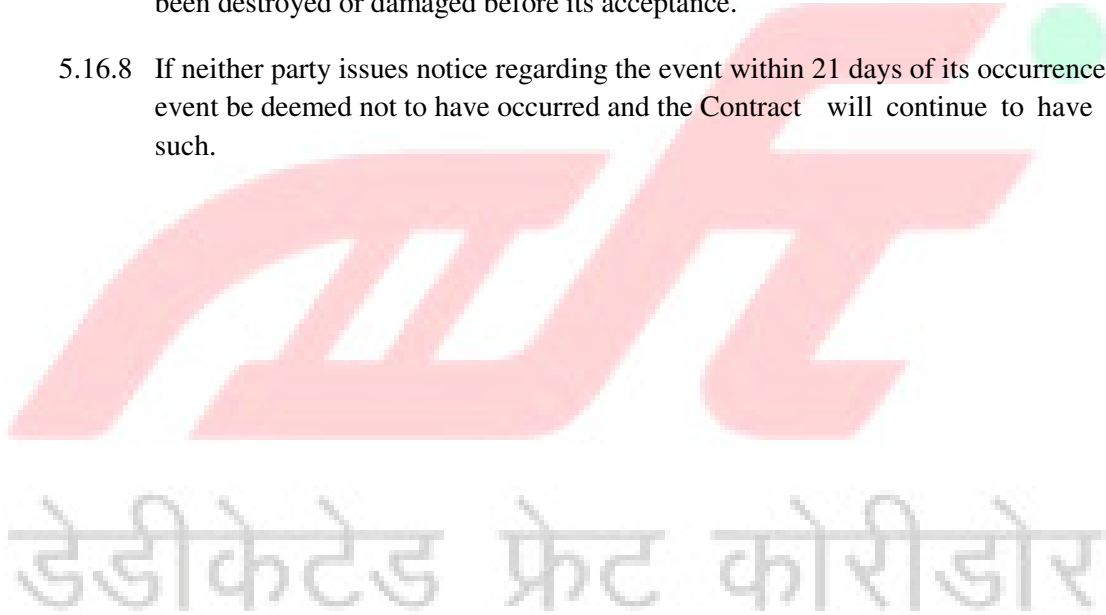 been destroyed or damaged before its acceptance.
5.16.8 If neither party issues notice regarding the event within 21 days of its occurrence
event be deemed not to have occurred and the Contract will continue to have
such.
डेडीकेटेड फ्रेट कोरीडोर